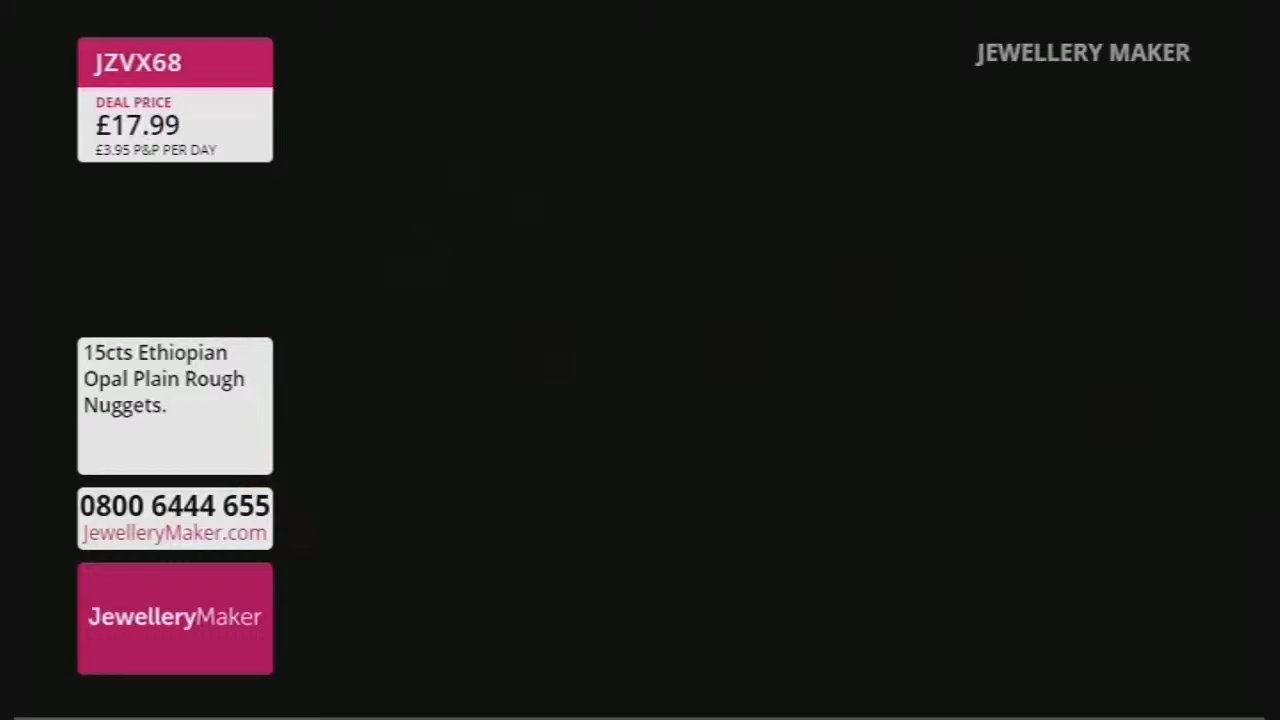 JZVX68
DEAL PRICE
£17.99
£3.95 P&P PER DAY
JEWELLERY MAKER
15cts Ethiopian
Opal Plain Rough
Nuggets.
0800 6444 655
JewelleryMaker.com
JewelleryMaker